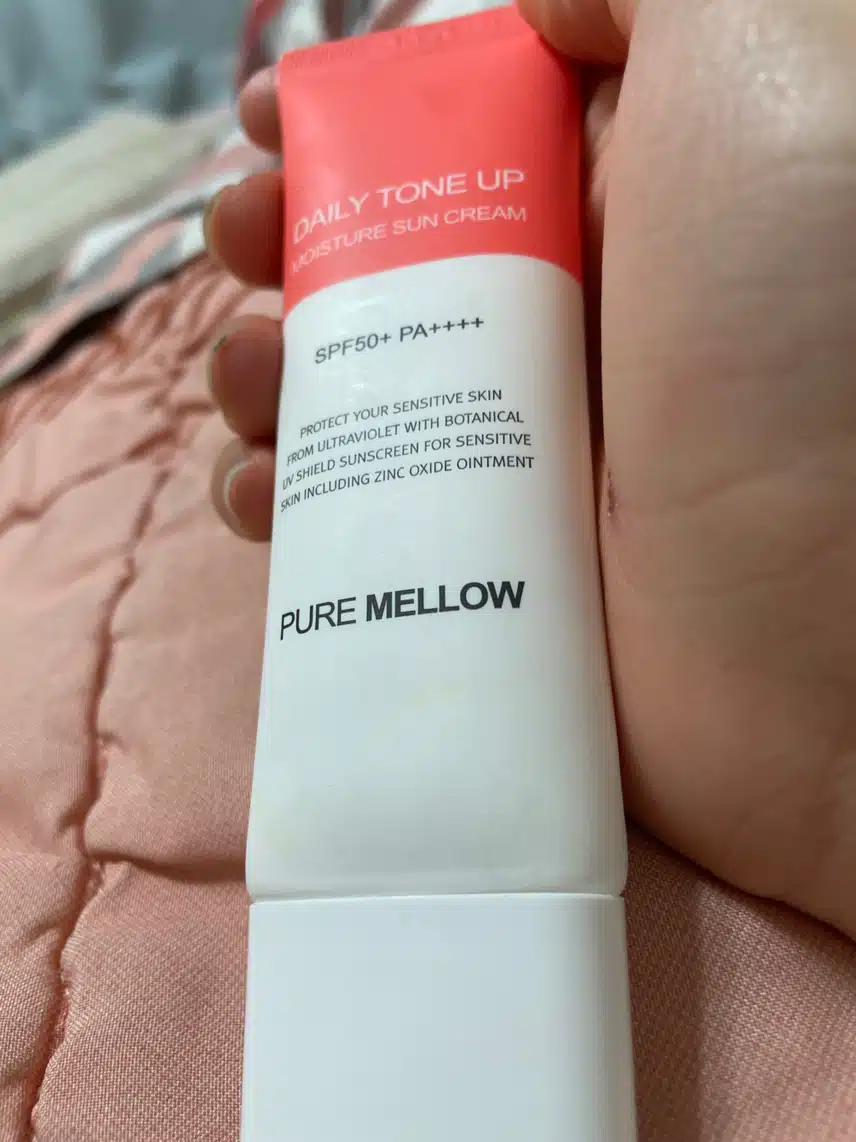 DAILY TONE UP
MOISTURE SUN CREAM
SPF50+ PA++++
PROTECT YOUR SENSITIVE SKIN
FROM ULTRAVIOLET WITH BOTANICAL
UV SHIELD SUNSCREEN FOR SENSITIVE
SKIN INCLUDING ZINC OXIDE OINTMENT
PURE MELLOW